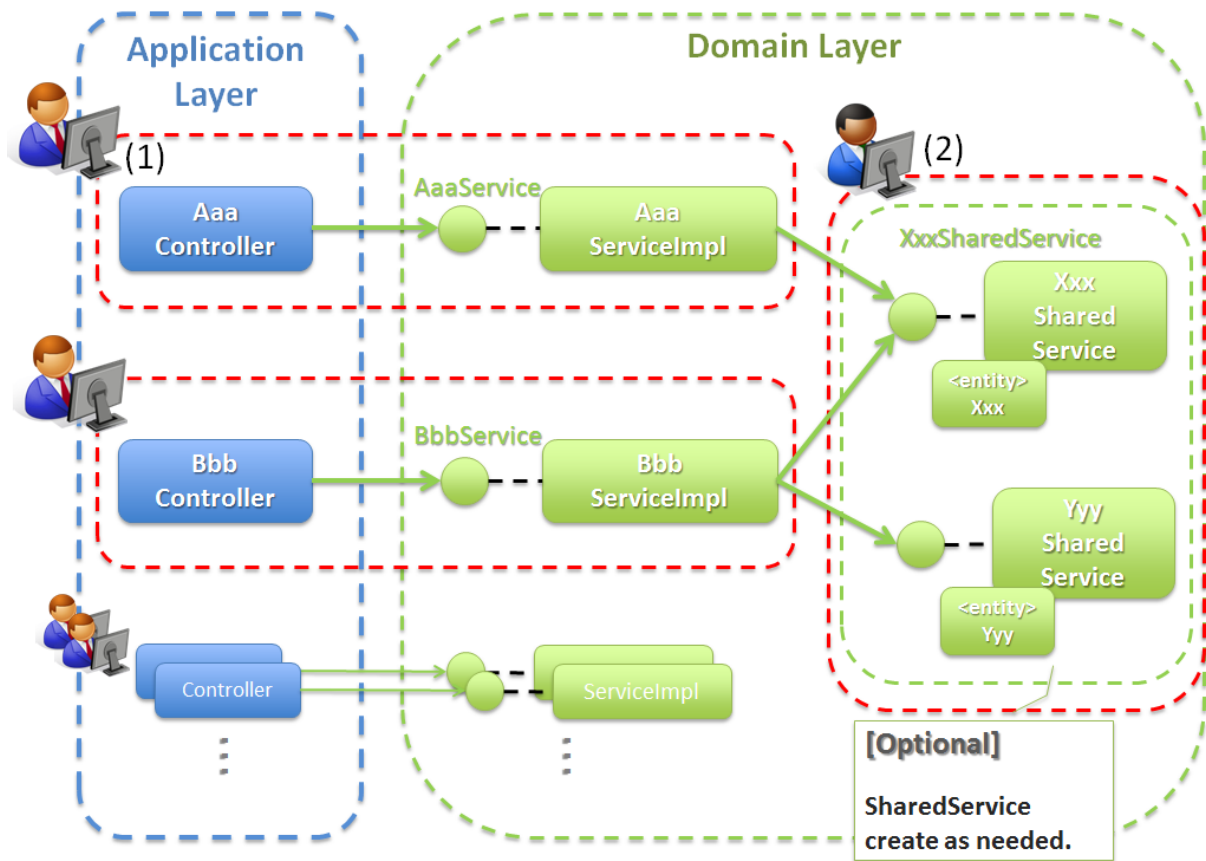 Application
Layer
Domain Layer
(1)
(2)
AaaService
Aaa
Controller
Aaa
ServiceImpl
XxxSharedService
Xxx
Shared
Service
<entity>
Xxx
BbbService
Bbb
Controller
Bbb
ServiceImpl
Yyy
Shared
Service
<entity>
Yyy
Controller
ServiceImpl
[Optional]
SharedService
create as needed.